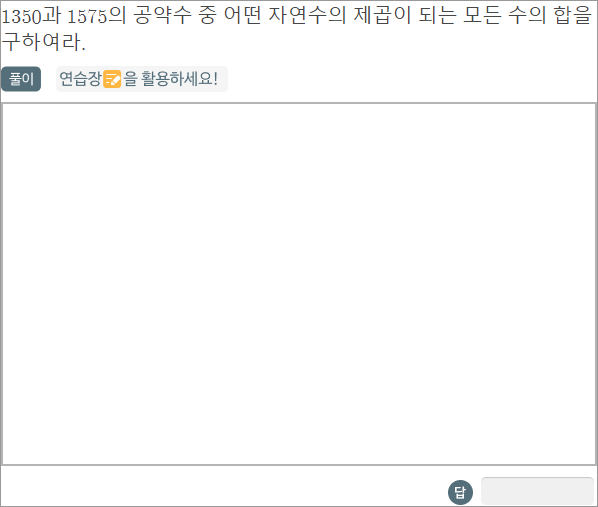 1350과 1575의 공약수 중 어떤 자연수의 제곱이 되는 모든 수의 합을
구하여라.
풀이 연습장을 활용하세요!
답